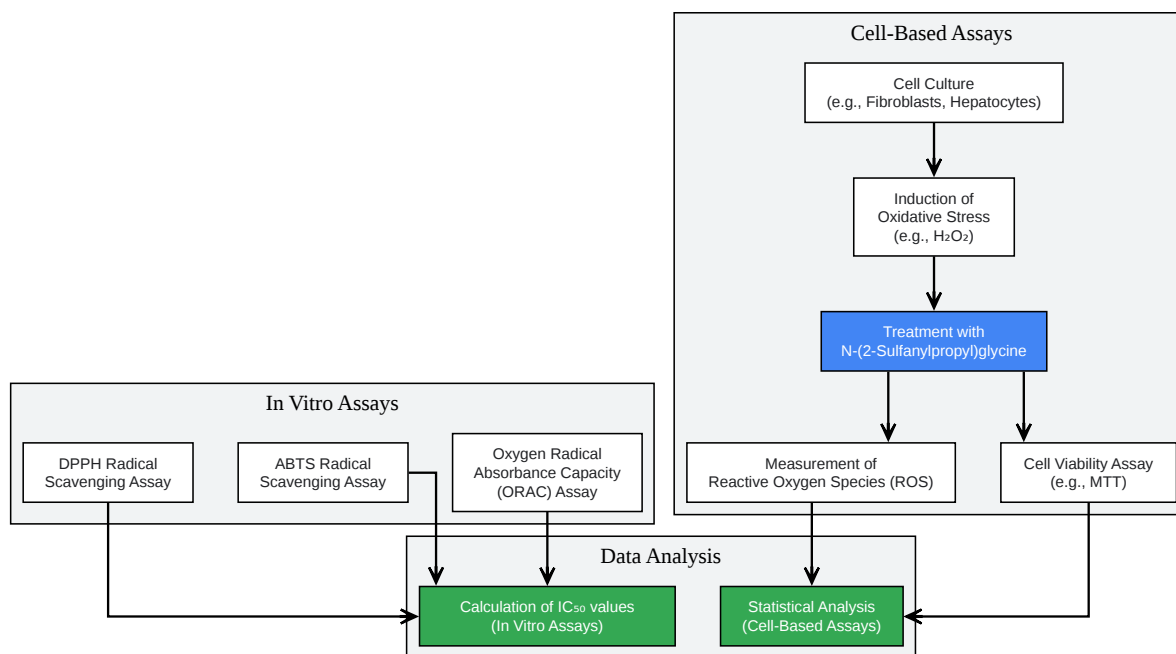 Cell-Based Assays
Cell Culture
(e.g., Fibroblasts, Hepatocytes)
Induction of
Oxidative Stress
(e.g., H₂O₂)
Treatment with
N-(2-Sulfanylpropyl)glycine
Measurement of
Reactive Oxygen Species (ROS)
Cell Viability Assay
(e.g., MTT)
In Vitro Assays
DPPH Radical
Scavenging Assay
ABTS Radical
Scavenging Assay
Oxygen Radical
Absorbance Capacity
(ORAC) Assay
Data Analysis
Calculation of IC₅₀ values
(In Vitro Assays)
Statistical Analysis
(Cell-Based Assays)